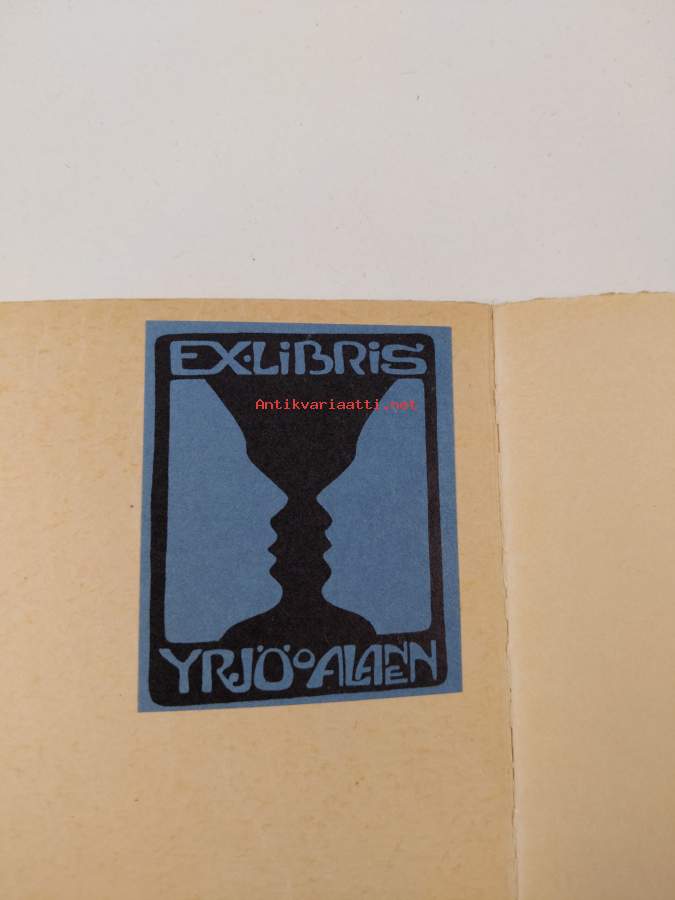 EX·LiBRiS
Antikvariaatti.net
YRJÖ o ALANEN